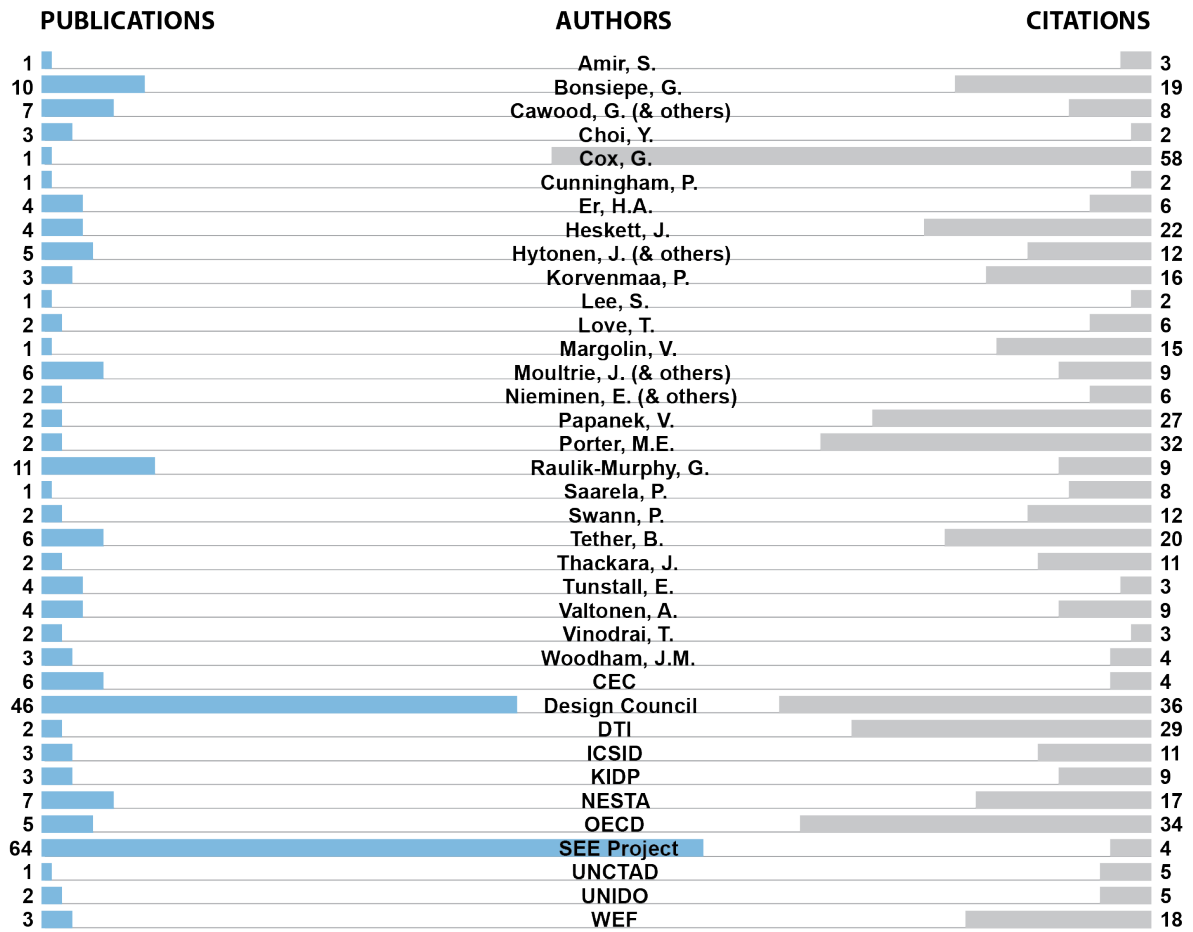 PUBLICATIONS AUTHORS CITATIONS
1 Amir, S. 3
10 Bonsiepe, G. 19
7 Cawood, G. (& others) 8
3 Choi, Y. 2
1 Cox, G. 58
1 Cunningham, P. 2
4 Er, H.A. 6
4 Heskett, J. 22
5 Hytonen, J. (& others) 12
3 Korvenmaa, P. 16
1 Lee, S. 2
2 Love, T. 6
1 Margolin, V. 15
6 Moultrie, J. (& others) 9
2 Nieminen, E. (& others) 6
2 Papanek, V. 27
2 Porter, M.E. 32
11 Raulik-Murphy, G. 9
1 Saarela, P. 8
2 Swann, P. 12
6 Tether, B. 20
2 Thackara, J. 11
4 Tunstall, E. 3
4 Valtonen, A. 9
2 Vinodrai, T. 3
3 Woodham, J.M. 4
6 CEC 4
46 Design Council 36
2 DTI 29
3 ICSID 11
3 KIDP 9
7 NESTA 17
5 OECD 34
64 SEE Project 4
1 UNCTAD 5
2 UNIDO 5
3 WEF 18